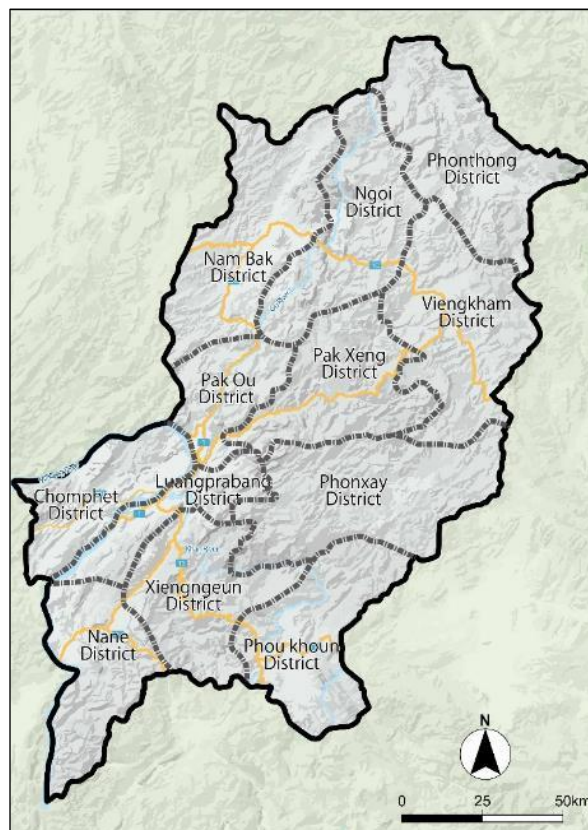 Phonthong
District
Ngoi
District
Nam Bak
District
Viengkham
District
Pak Xeng
District
Pak Ou
District
Luangprabang
District
Phonxay
District
Chomphet
District
Xiengngeun
District
Nane
District
Phou khoun
District
N
0 25 50km